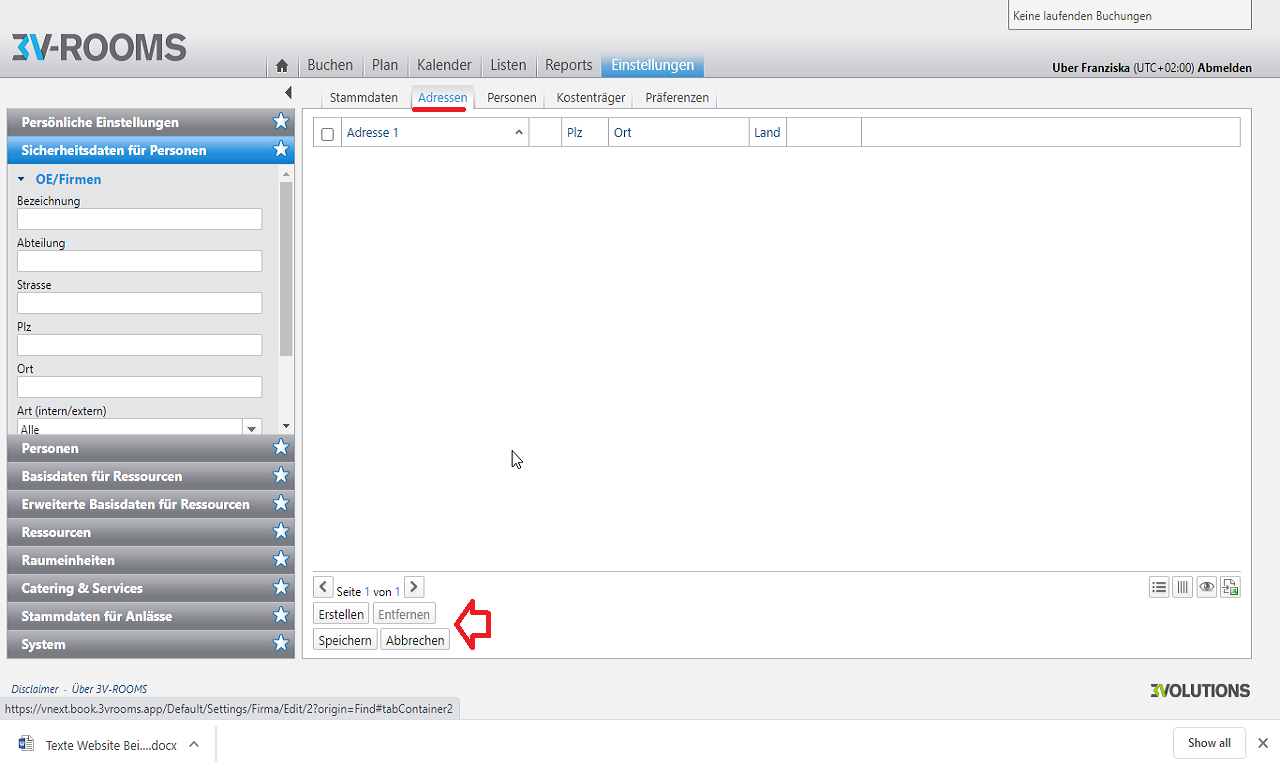 Keine laufenden Buchungen
3V-ROOMS
Buchen Plan Kalender Listen Reports Einstellungen
Uber Franziska (UTC+02:00) Abmelden
Stammdaten Adressen Personen Kostenträger Präferenzen
Persönliche Einstellungen
Sicherheitsdaten für Personen
OE/Firmen
Bezeichnung
Abteilung
Strasse
Plz
Ort
Art (intern/extern)
Alle
Personen
Basisdaten für Ressourcen
Erweiterte Basisdaten für Ressourcen
Ressourcen
Raumeinheiten
Catering & Services
Stammdaten für Anlässe
System
Adresse 1 Plz Ort Land
Seite 1 von 1
Erstellen Entfernen
Speichern Abbrechen
Disclaimer - Über 3V-ROOMS
3VOLUTIONS
https://vnext.book.3vrooms.app/Default/Settings/Firma/Edit/2?origin=Find#tabContainer2
Texte Website Bei....docx
Show all